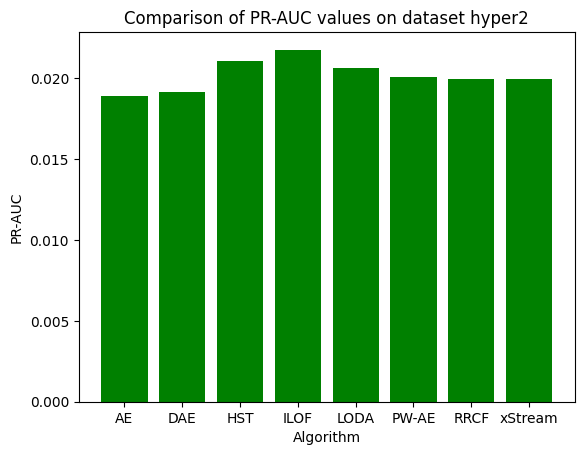 Comparison of PR-AUC values on dataset hyper2
PR-AUC
0.020
0.015
0.010
0.005
0.000
AE DAE HST ILOF LODA PW-AE RRCF xStream
Algorithm